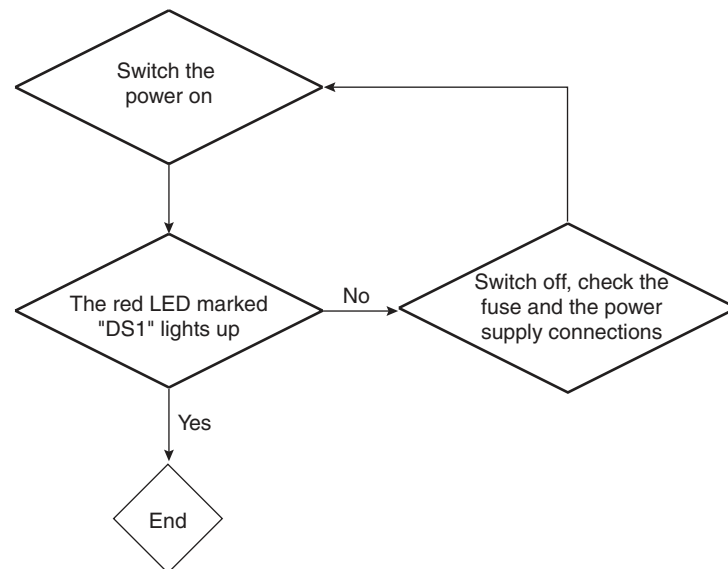 Switch the
power on
The red LED marked
"DS1" lights up
No
Switch off, check the
fuse and the power
supply connections
Yes
End